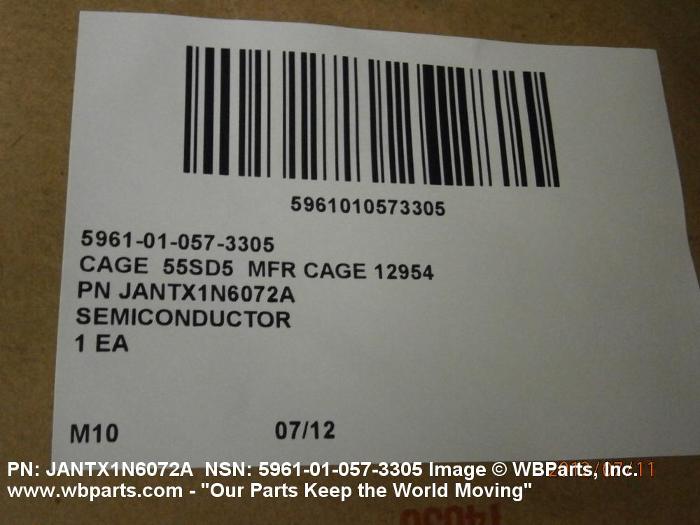 5961010573305
5961-01-057-3305
CAGE 55SD5 MFR CAGE 12954
PN JANTX1N6072A
SEMICONDUCTOR
1 EA
M10 07/12
PN: JANTX1N6072A NSN: 5961-01-057-3305 Image © WBParts, Inc.
www.wbparts.com - "Our Parts Keep the World Moving"